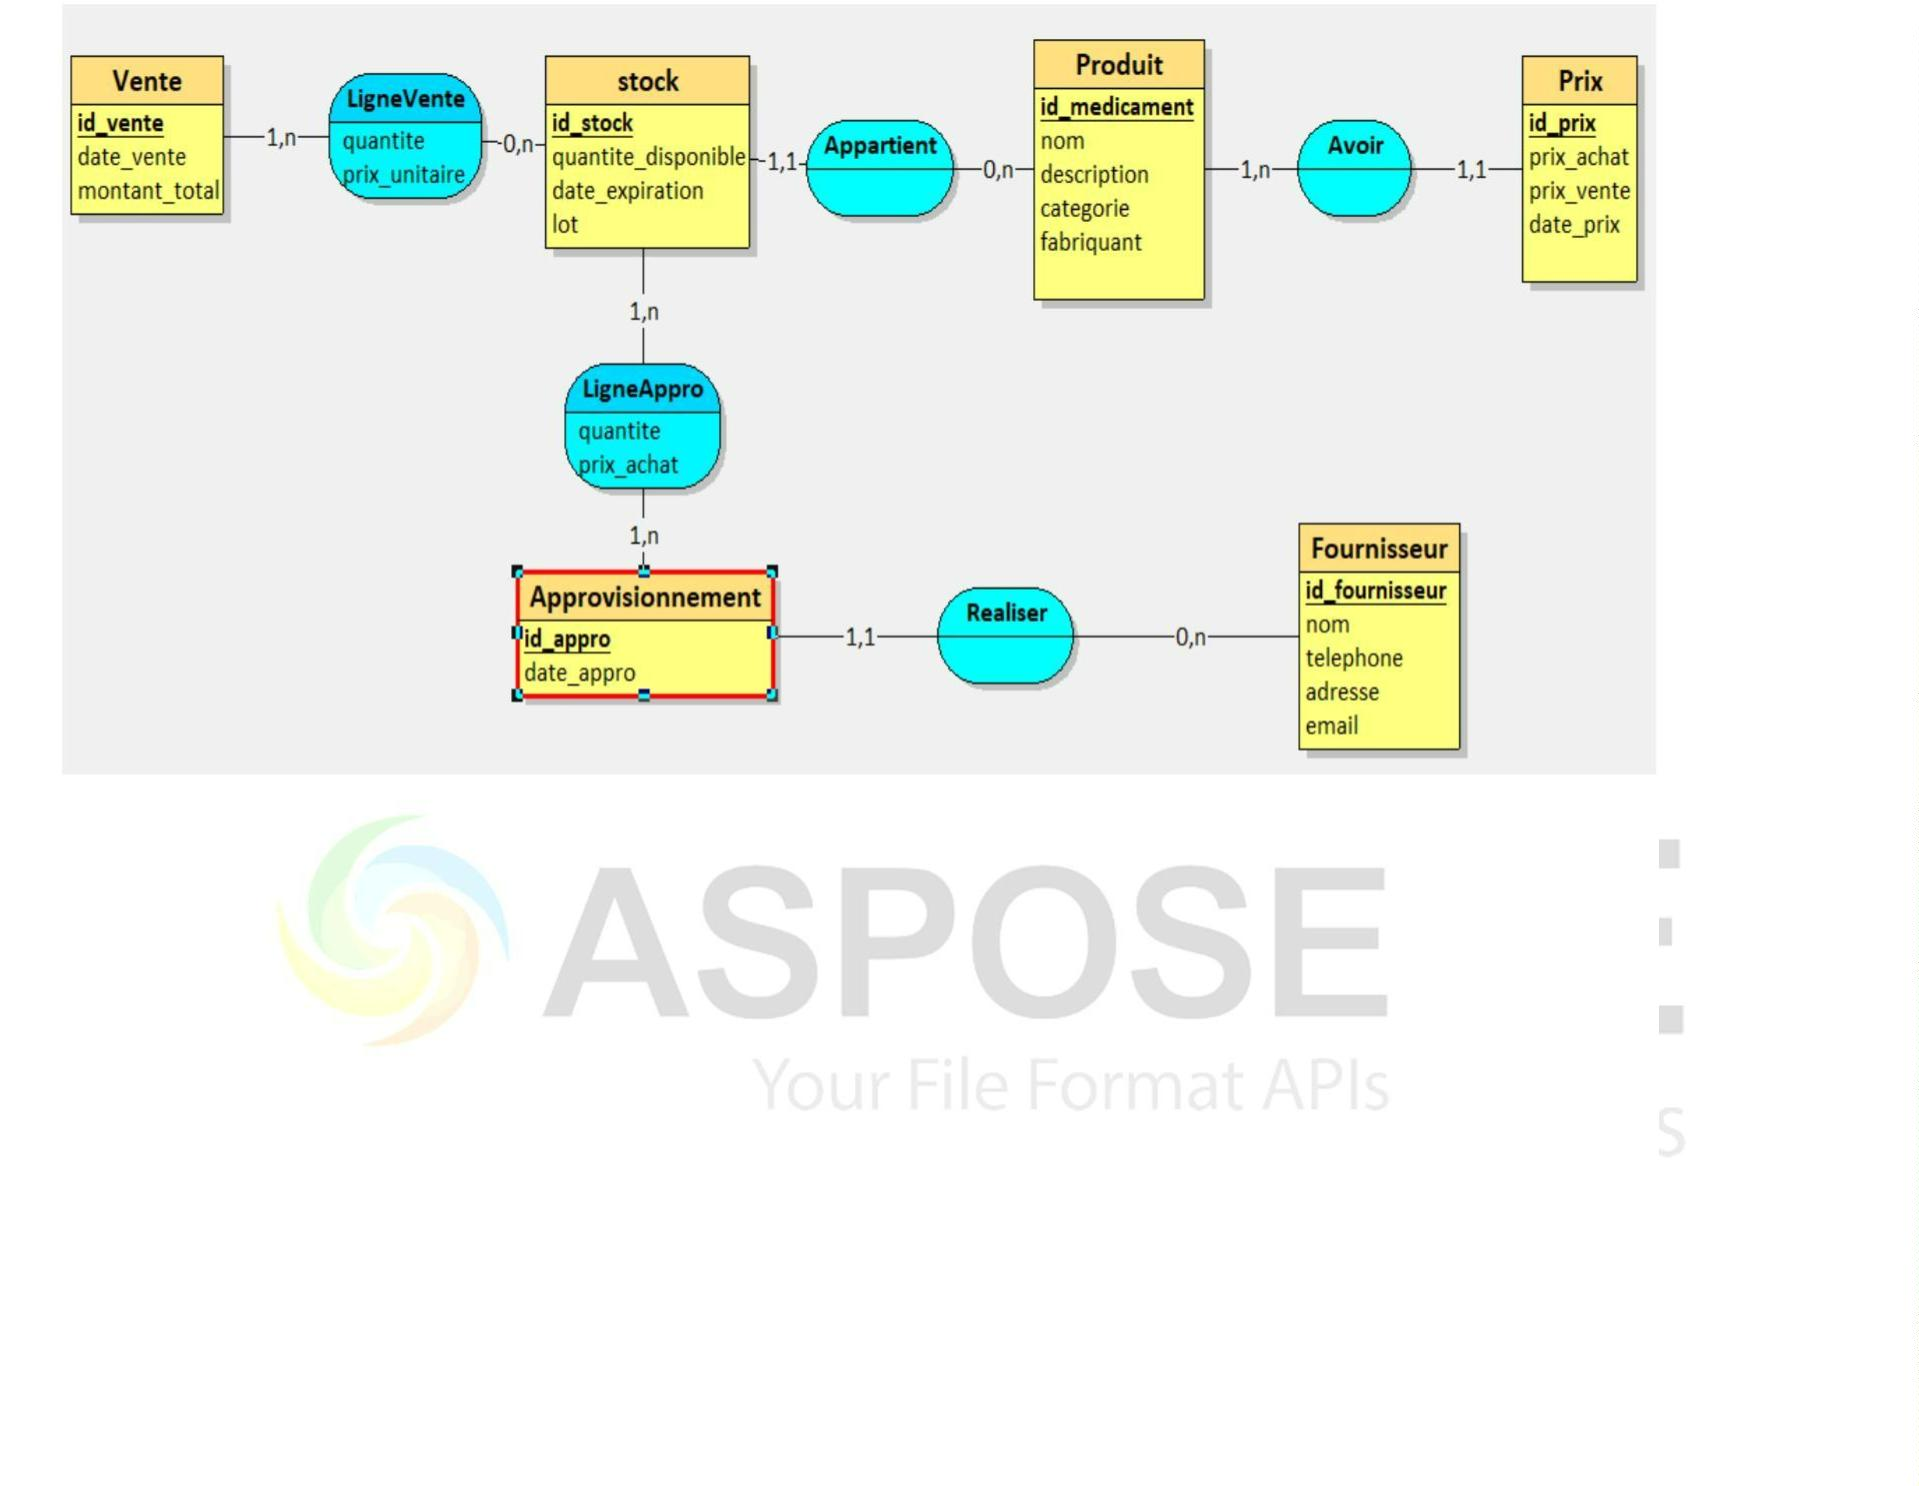 Vente
id_vente
date_vente
montant_total
1,n
LigneVente
quantite
prix_unitaire
0,n
stock
id_stock
quantite_disponible
date_expiration
lot
1,1
Appartient
0,n
Produit
id_medicament
nom
description
categorie
fabriquant
1,n
Avoir
1,1
Prix
id_prix
prix_achat
prix_vente
date_prix
1,n
LigneAppro
quantite
prix_achat
1,n
Approvisionnement
id_appro
date_appro
1,1
Realiser
0,n
Fournisseur
id_fournisseur
nom
telephone
adresse
email
ASPOSE
Your File Format APIs
s